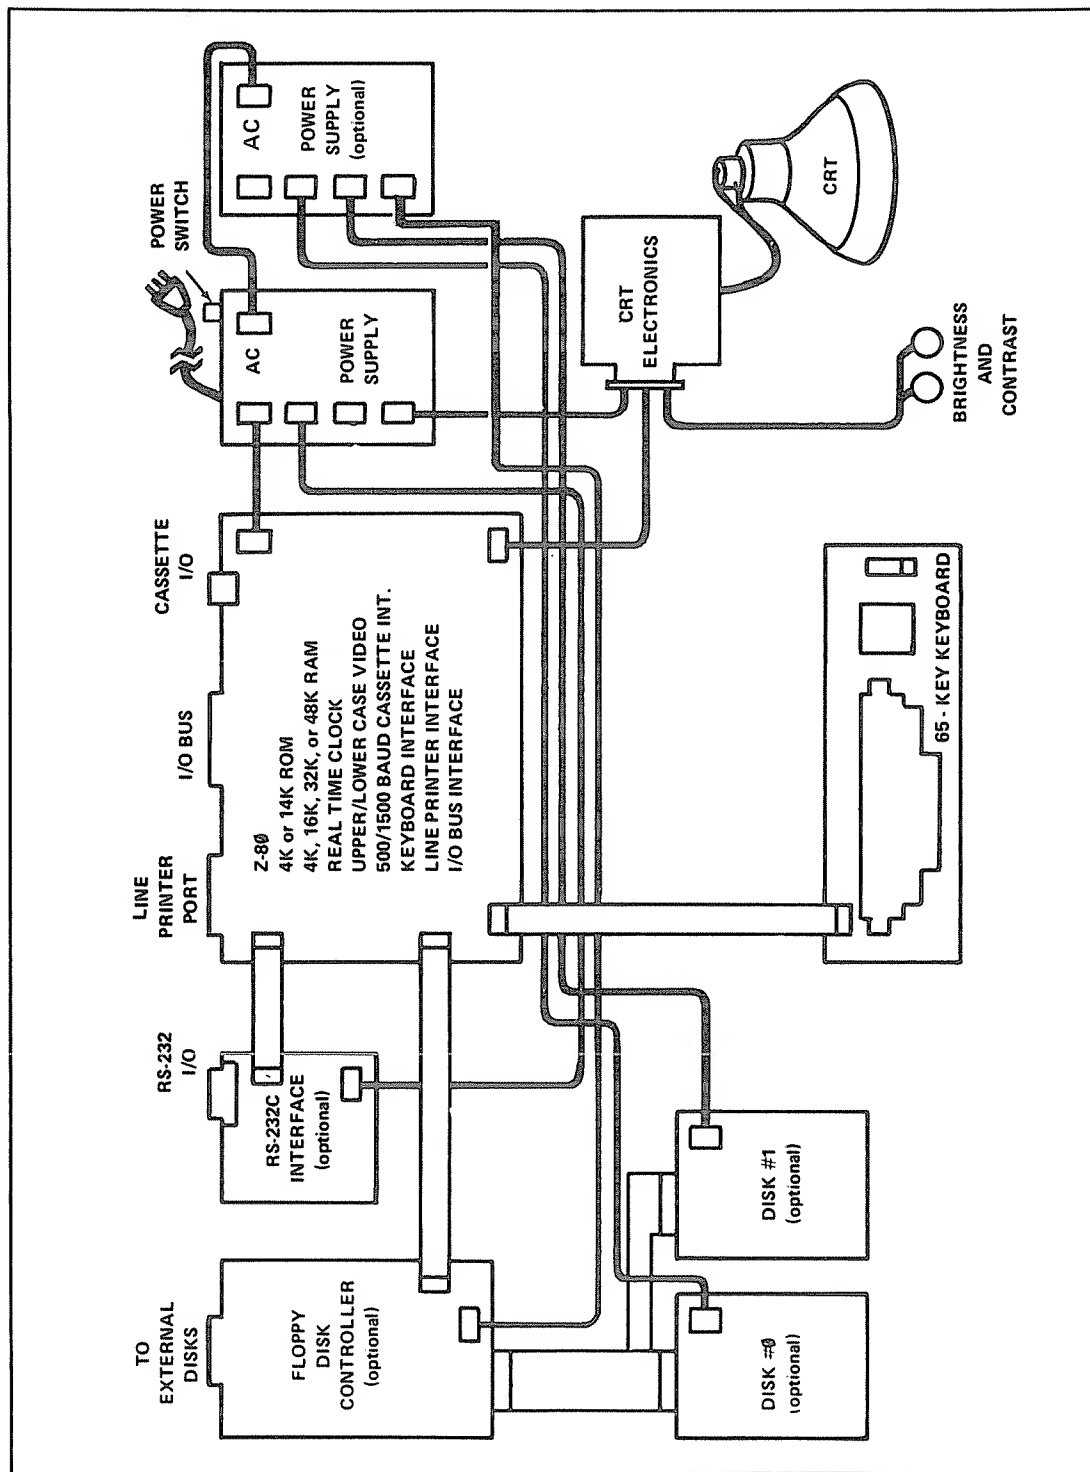 TO
EXTERNAL
DISKS
RS-232
I/O
LINE
PRINTER
PORT
I/O BUS
CASSETTE
I/O
POWER
SWITCH
FLOPPY
DISK
CONTROLLER
(optional)
RS-232C
INTERFACE
(optional)
Z-80
4K or 14K ROM
4K, 16K, 32K, or 48K RAM
REAL TIME CLOCK
UPPER/LOWER CASE VIDEO
500/1500 BAUD CASSETTE INT.
KEYBOARD INTERFACE
LINE PRINTER INTERFACE
I/O BUS INTERFACE
AC
POWER
SUPPLY
AC
POWER
SUPPLY
(optional)
DISK #0
(optional)
DISK #1
(optional)
65 - KEY KEYBOARD
CRT
ELECTRONICS
CRT
BRIGHTNESS
AND
CONTRAST